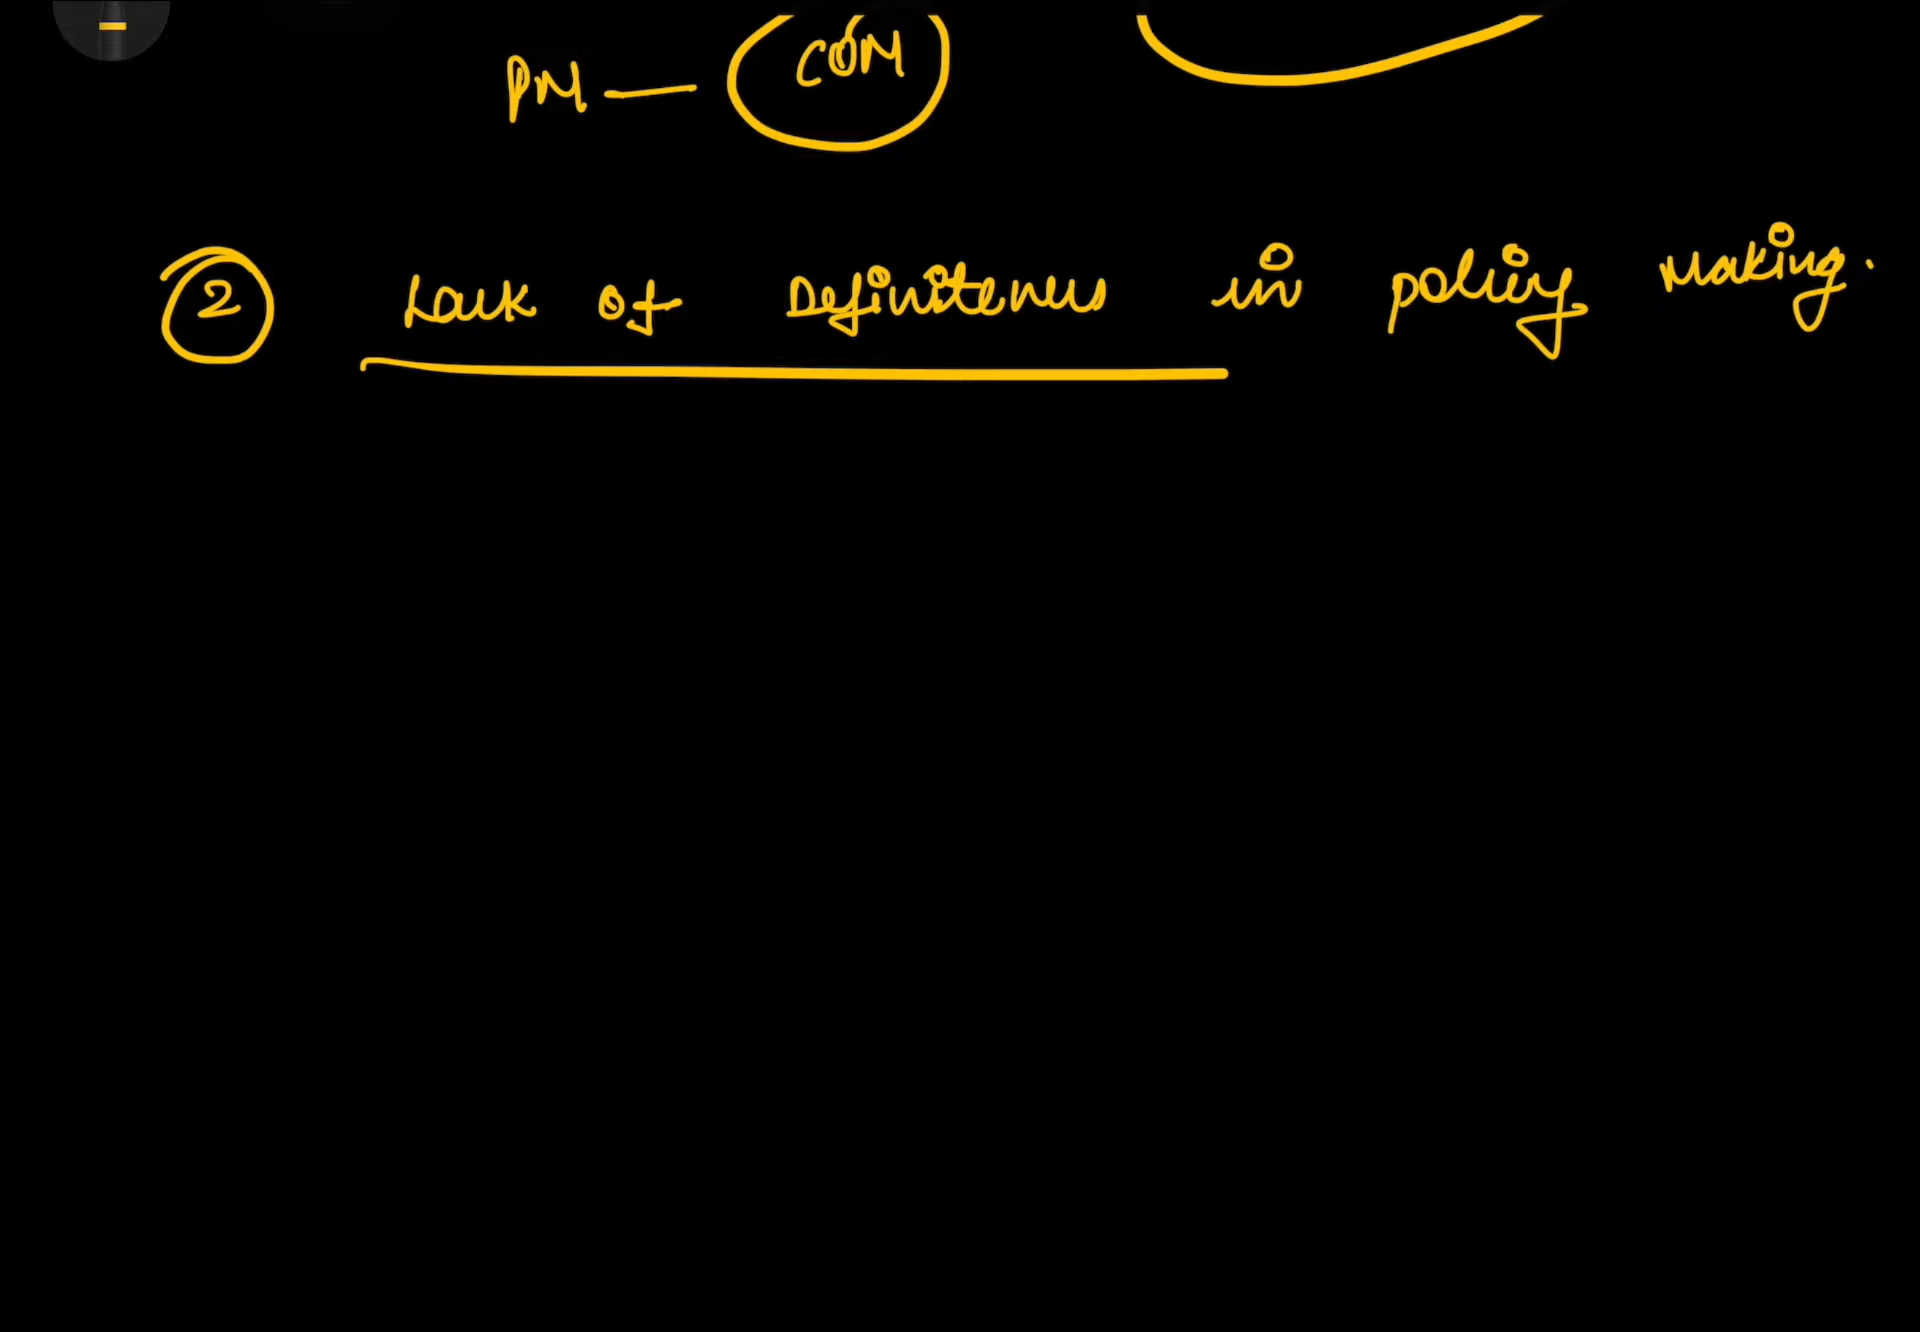 PM — COM
2 Lack of Definiteness in policy making.